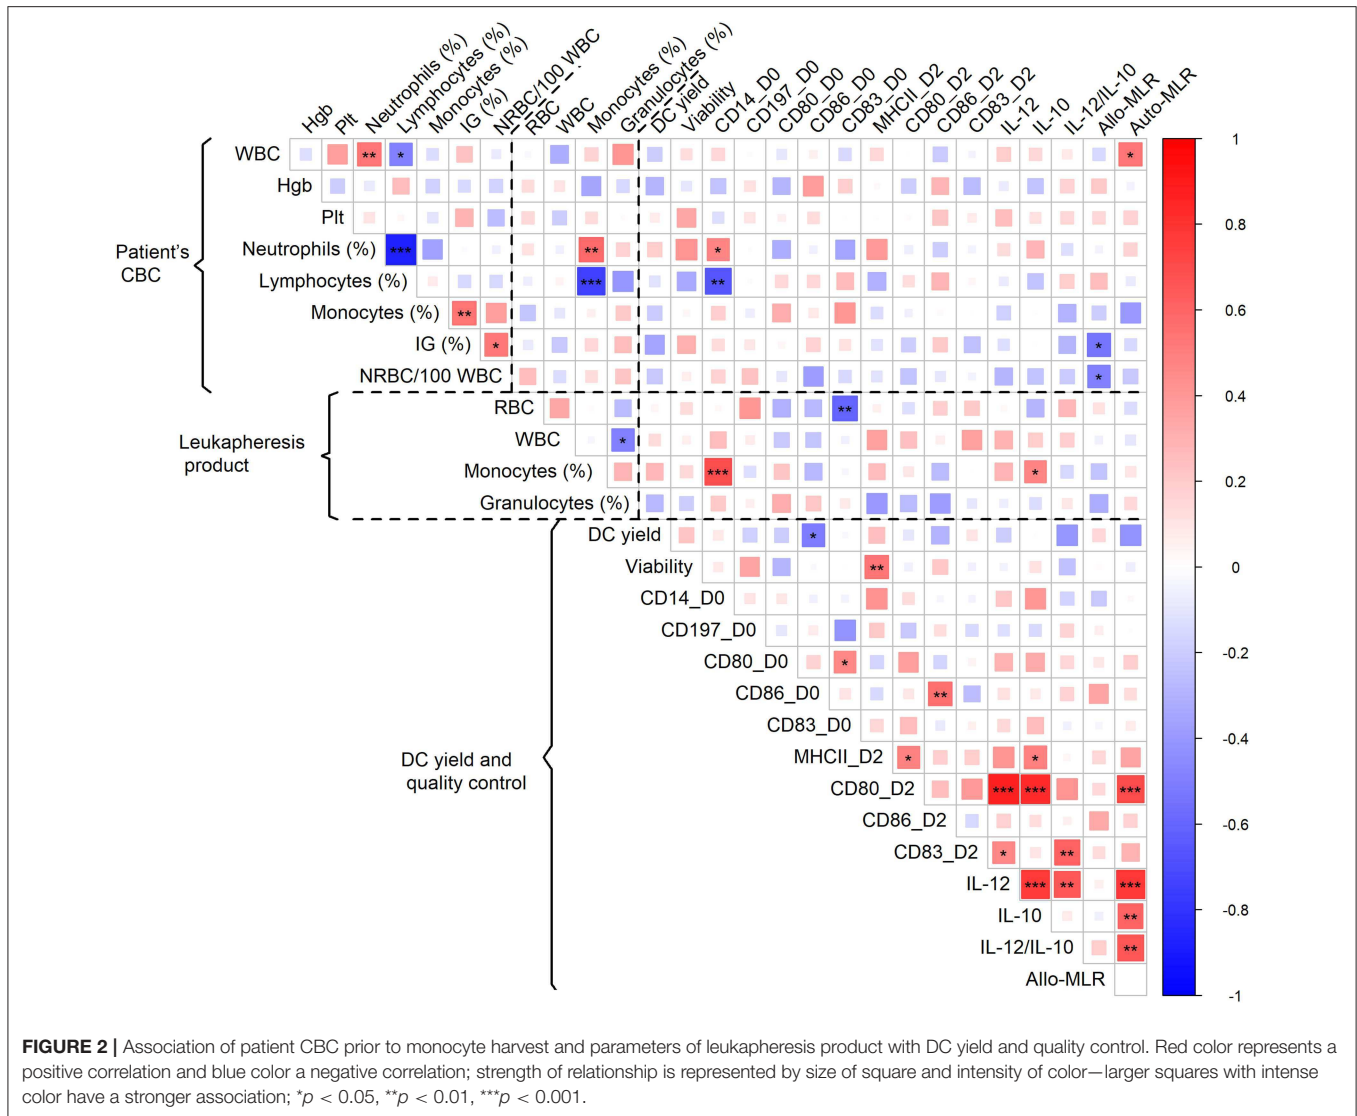 Hgb
Plt
Neutrophils (%)
Lymphocytes (%)
Monocytes (%)
IG (%)
NRBC/100 WBC
RBC
WBC
Monocytes (%)
Granulocytes (%)
DC yield
Viability
CD14_D0
CD197_D0
CD80_D0
CD86_D0
CD83_D0
MHCII_D2
CD80_D2
CD86_D2
CD83_D2
IL-12
IL-10
IL-12/IL-10
Allo-MLR
Auto-MLR
Patient's
CBC
WBC ** * *
Hgb
Plt
Neutrophils (%) *** ** *
Lymphocytes (%) *** **
Monocytes (%) **
IG (%) * *
NRBC/100 WBC *
Leukapheresis
product
RBC **
WBC *
Monocytes (%) *** *
Granulocytes (%)
DC yield and
quality control
DC yield *
Viability **
CD14_D0
CD197_D0
CD80_D0 *
CD86_D0 **
CD83_D0
MHCII_D2 * *
CD80_D2 *** *** ***
CD86_D2
CD83_D2 * **
IL-12 *** ** ***
IL-10 **
IL-12/IL-10 **
Allo-MLR
1
0.8
0.6
0.4
0.2
0
-0.2
-0.4
-0.6
-0.8
-1
FIGURE 2 | Association of patient CBC prior to monocyte harvest and parameters of leukapheresis product with DC yield and quality control. Red color represents a
positive correlation and blue color a negative correlation; strength of relationship is represented by size of square and intensity of color—larger squares with intense
color have a stronger association; *p < 0.05, **p < 0.01, ***p < 0.001.